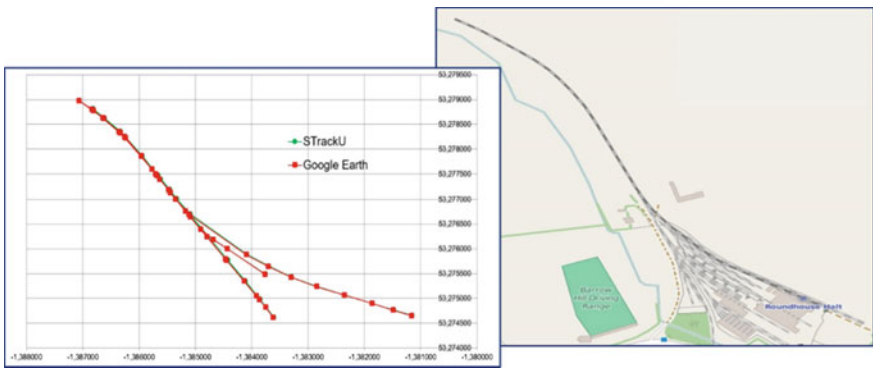 53,279500
53,279000
53,278500
53,278000
53,277500
53,277000
53,276500
53,276000
53,275500
53,275000
53,274500
53,274000
STrackU
Google Earth
-1,388000 -1,387000 -1,386000 -1,385000 -1,384000 -1,383000 -1,382000 -1,381000 -1,380000
Barrow
Hill Driving
Range
Roundhouse Halt